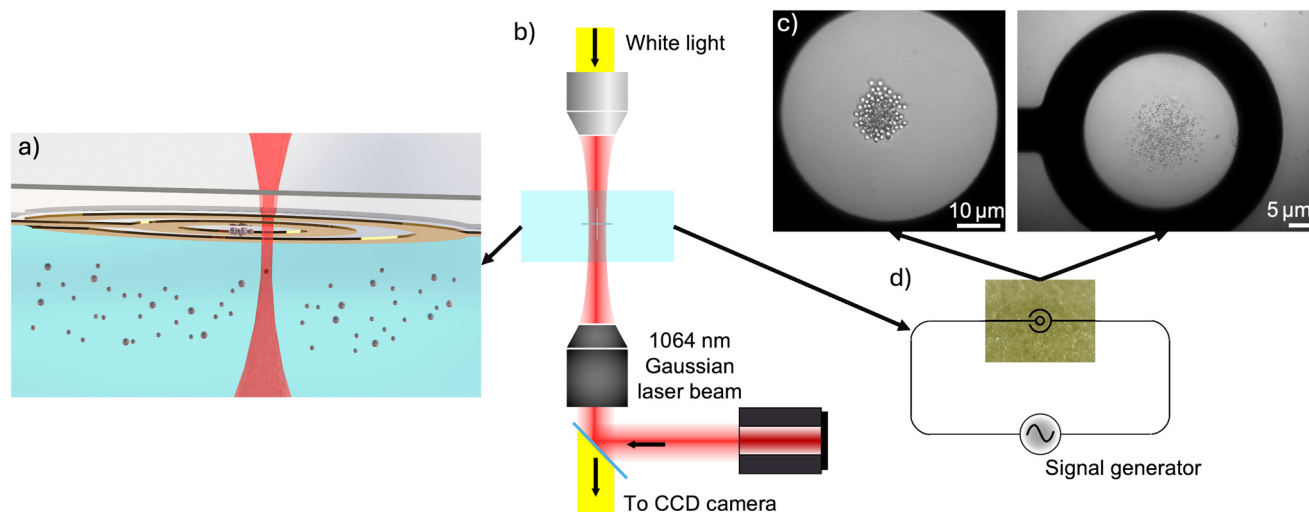 a)
b)
White light
1064 nm
Gaussian
laser beam
To CCD camera
c)
10 µm
5 µm
d)
Signal generator